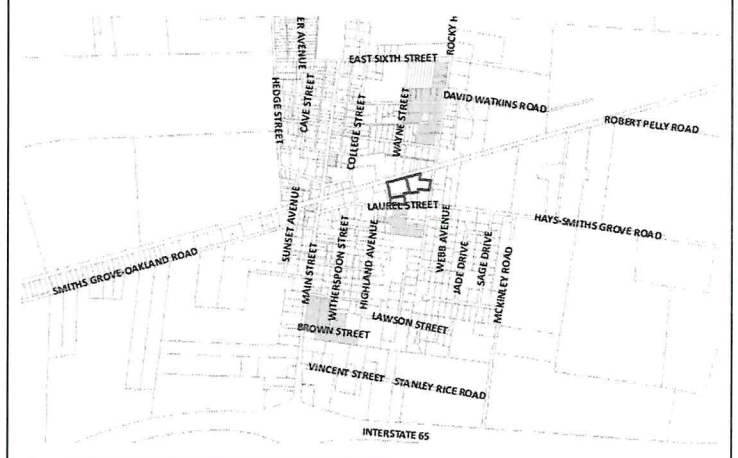 ER AVENUE
ROCKY H
EAST SIXTH STREET
HEDGE STREET
CAVE STREET
COLLEGE STREET
WAYNE STREET
DAVID WATKINS ROAD
ROBERT PELLY ROAD
LAUREL STREET
HAYS-SMITHS GROVE ROAD
SUNSET AVENUE
MAIN STREET
WITHERSPOON STREET
HIGHLAND AVENUE
WEBB AVENUE
JADE DRIVE
SAGE DRIVE
MCKINLEY ROAD
SMITHS GROVE-OAKLAND ROAD
LAWSON STREET
BROWN STREET
VINCENT STREET
STANLEY RICE ROAD
INTERSTATE 65